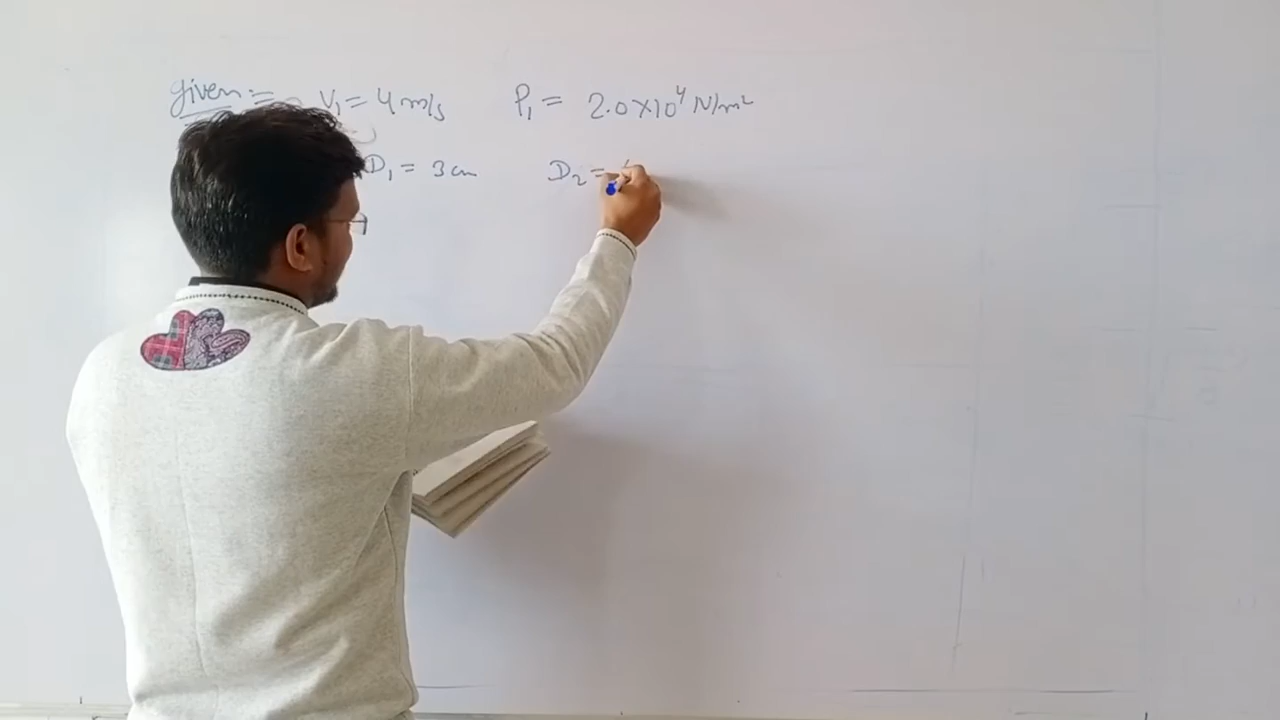 given:- V₁ = 4 m/s P₁ = 2.0×10⁴ N/m²
D₁ = 3 cm D₂ =